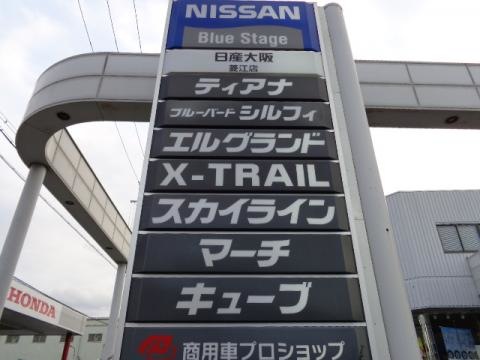 NISSAN
Blue Stage
日産大阪
菱江店
ティアナ
ブルーバード シルフィ
エルグランド
X-TRAIL
スカイライン
マーチ
キューブ
商用車プロショップ
HONDA